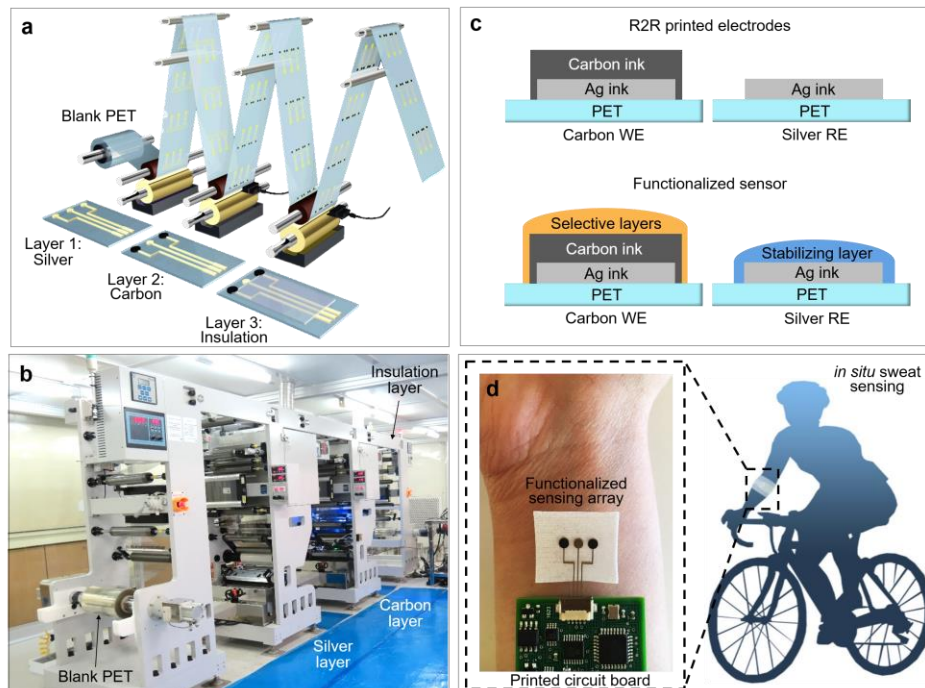 a
Blank PET
Layer 1:
Silver
Layer 2:
Carbon
Layer 3:
Insulation
b
Insulation
layer
Carbon
layer
Silver
layer
Blank PET
c
R2R printed electrodes
Carbon ink
Ag ink
PET
Carbon WE
Ag ink
PET
Silver RE
Functionalized sensor
Selective layers
Carbon ink
Ag ink
PET
Carbon WE
Stabilizing layer
Ag ink
PET
Silver RE
d
in situ sweat
sensing
Functionalized
sensing array
Printed circuit board